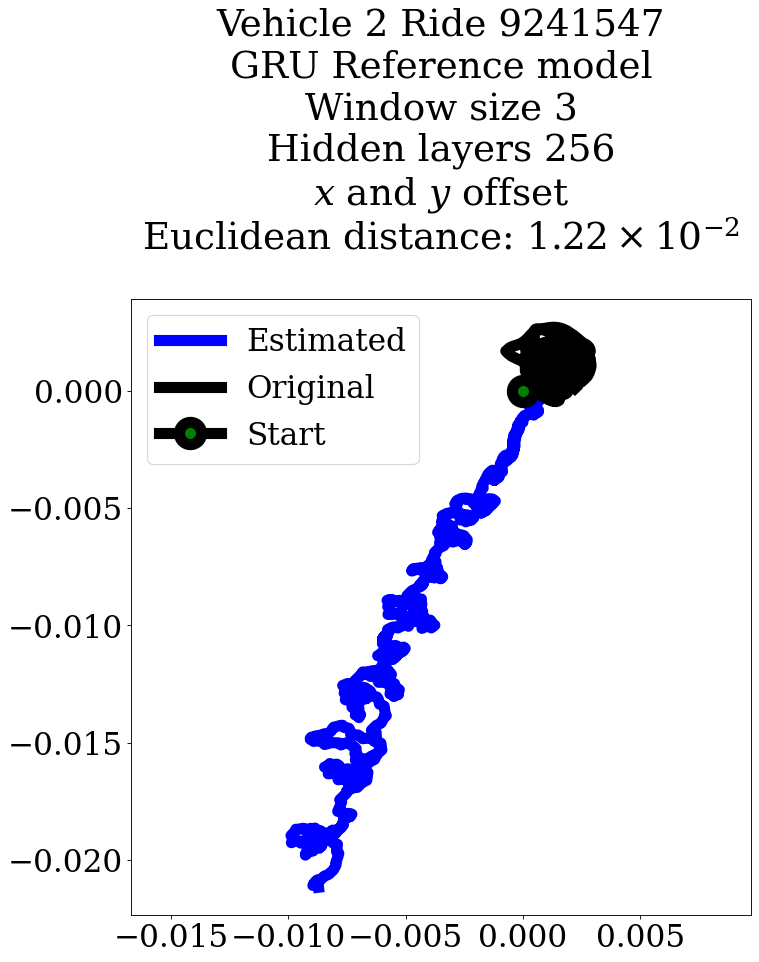 Vehicle 2 Ride 9241547
GRU Reference model
Window size 3
Hidden layers 256
x and y offset
Euclidean distance: 1.22 × 10⁻²
Estimated
Original
Start
0.000
−0.005
−0.010
−0.015
−0.020
−0.015 −0.010 −0.005 0.000 0.005